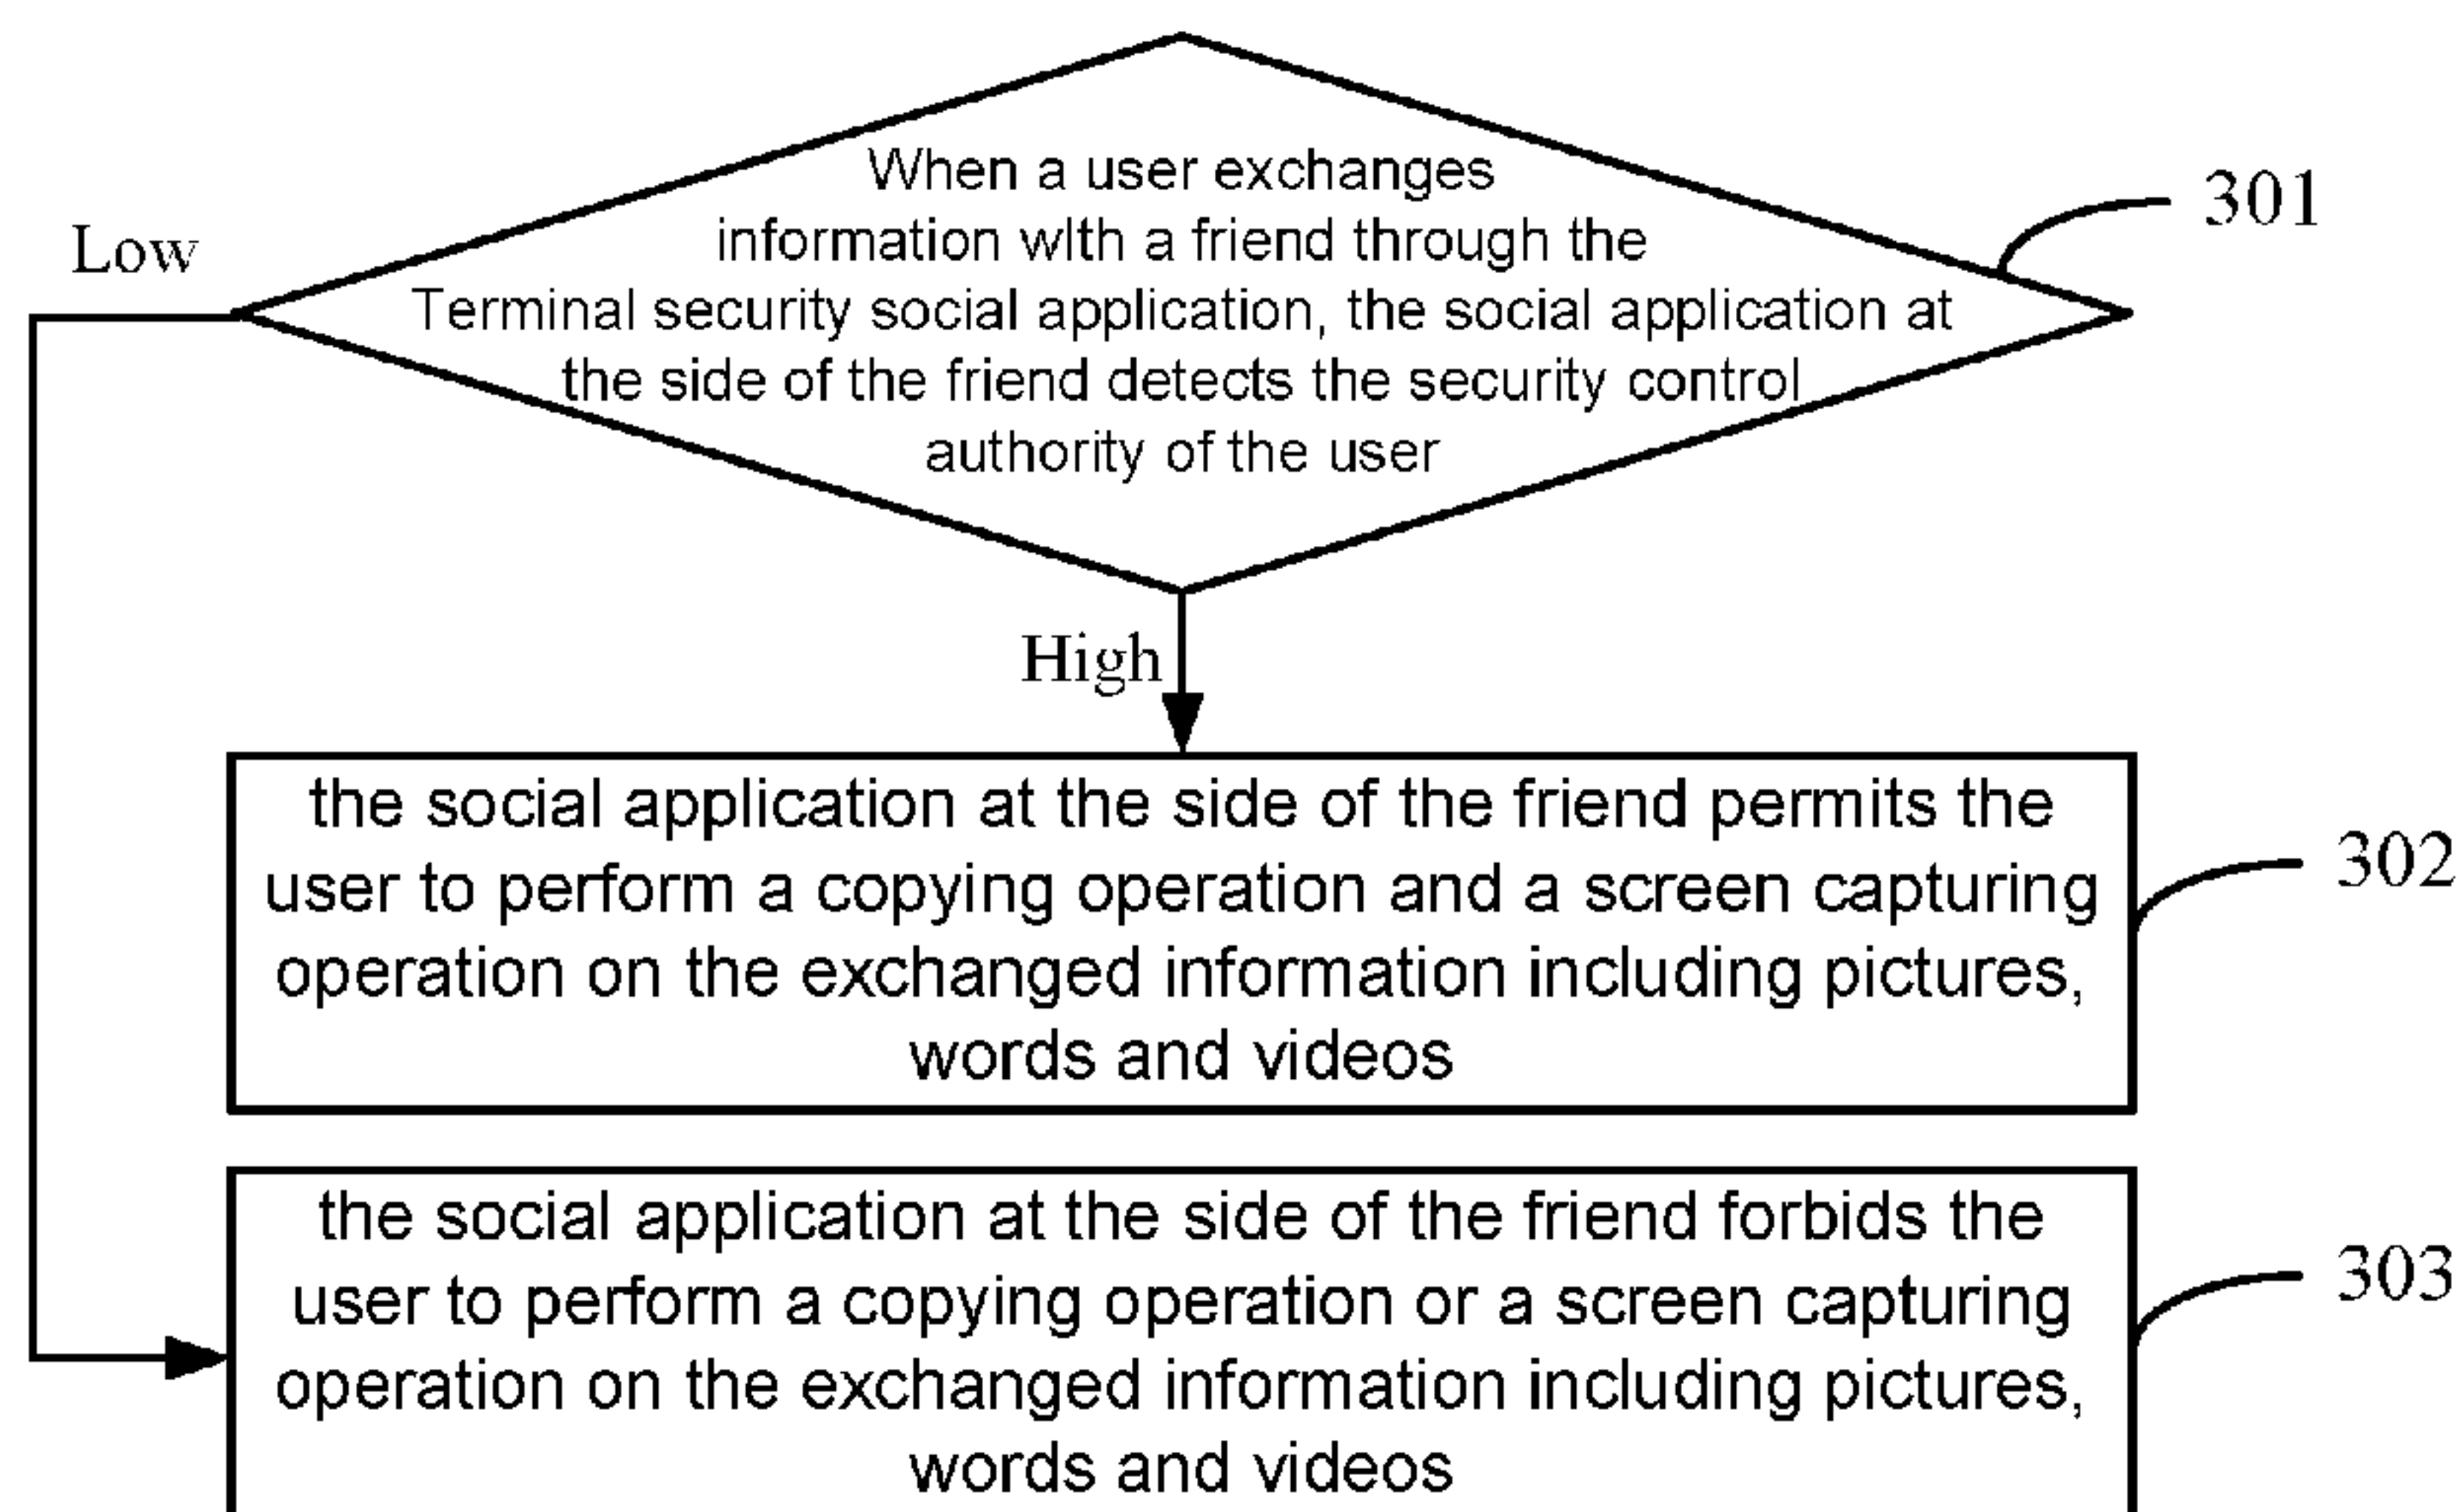 When a user exchanges
301
Low
information with a friend through the
Terminal security social application, the social application at
the side of the friend detects the security control
authority of the user
High
the social application at the side of the friend permits the
user to perform a copying operation and a screen capturing
302
operation on the exchanged information including pictures,
words and videos
the social application at the side of the friend forbids the
user to perform a copying operation or a screen capturing
303
operation on the exchanged information including pictures,
words and videos